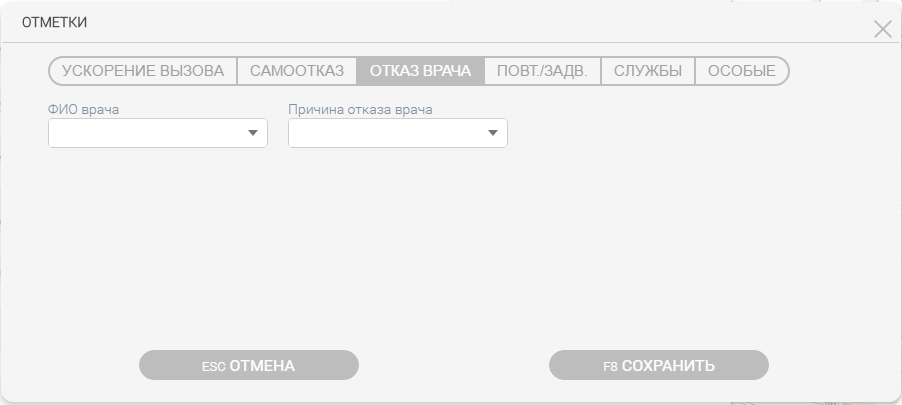 ОТМЕТКИ
УСКОРЕНИЕ ВЫЗОВА САМООТКАЗ ОТКАЗ ВРАЧА ПОВТ./ЗАДВ. СЛУЖБЫ ОСОБЫЕ
ФИО врача Причина отказа врача
ESC ОТМЕНА F8 СОХРАНИТЬ